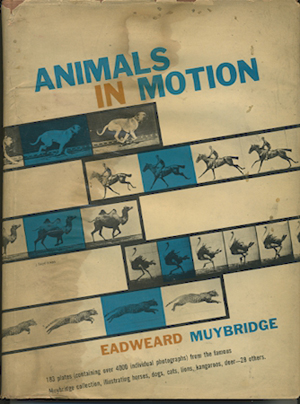 ANIMALS
IN MOTION
EADWEARD MUYBRIDGE
183 plates (containing over 4000 individual photographs) from the famous
Muybridge collection, illustrating horses, dogs, cats, lions, kangaroos, deer—28 others.